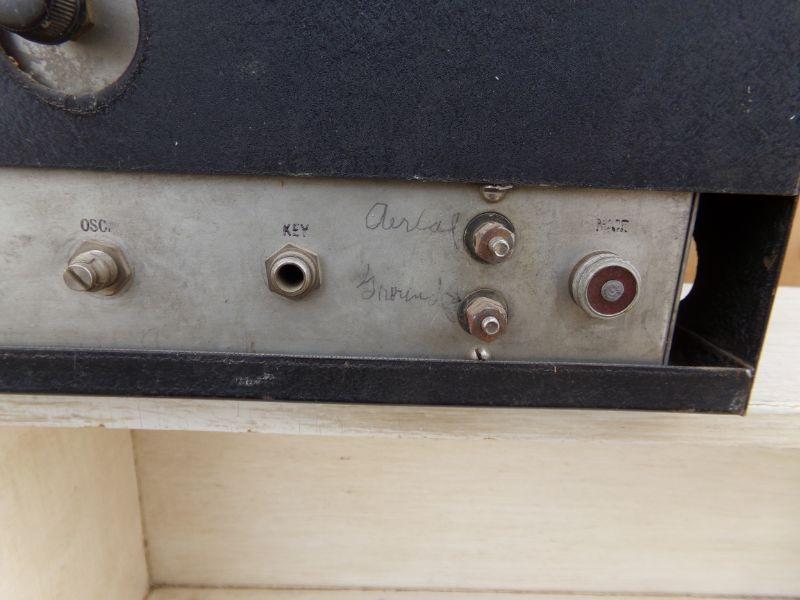 OSC.
KEY
Aerial
Ground